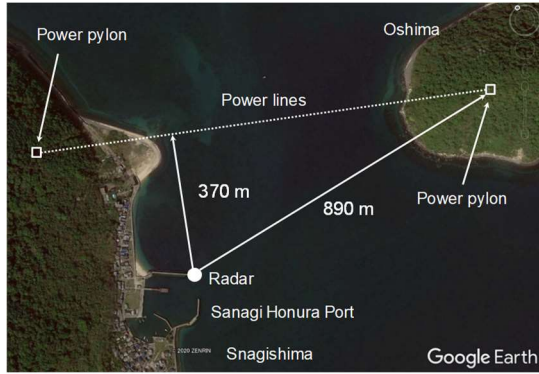 Oshima
Power pylon
Power lines
370 m
890 m
Power pylon
Radar
Sanagi Honura Port
2020 ZENRIN
Snagishima
Google Earth